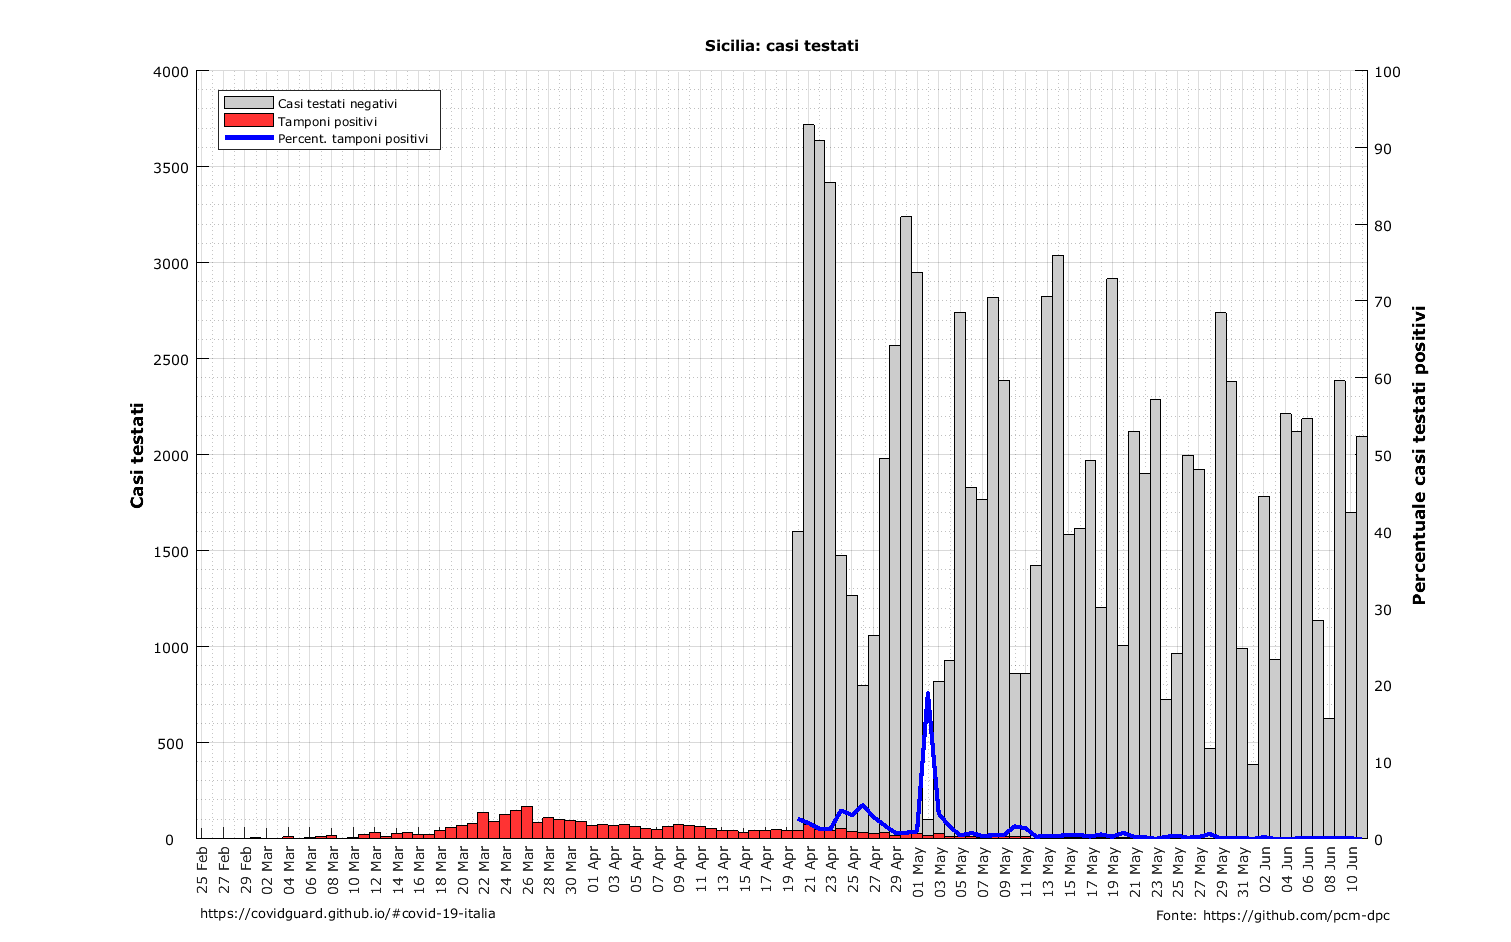 Sicilia: casi testati
Casi testati negativi
Tamponi positivi
Percent. tamponi positivi
Casi testati
4000
3500
3000
2500
2000
1500
1000
500
0
100
90
80
70
60
50
40
30
20
10
0
Percentuale casi testati positivi
25 Feb
27 Feb
29 Feb
02 Mar
04 Mar
06 Mar
08 Mar
10 Mar
12 Mar
14 Mar
16 Mar
18 Mar
20 Mar
22 Mar
24 Mar
26 Mar
28 Mar
30 Mar
01 Apr
03 Apr
05 Apr
07 Apr
09 Apr
11 Apr
13 Apr
15 Apr
17 Apr
19 Apr
21 Apr
23 Apr
25 Apr
27 Apr
29 Apr
01 May
03 May
05 May
07 May
09 May
11 May
13 May
15 May
17 May
19 May
21 May
23 May
25 May
27 May
29 May
31 May
02 Jun
04 Jun
06 Jun
08 Jun
10 Jun
https://covidguard.github.io/#covid-19-italia
Fonte: https://github.com/pcm-dpc